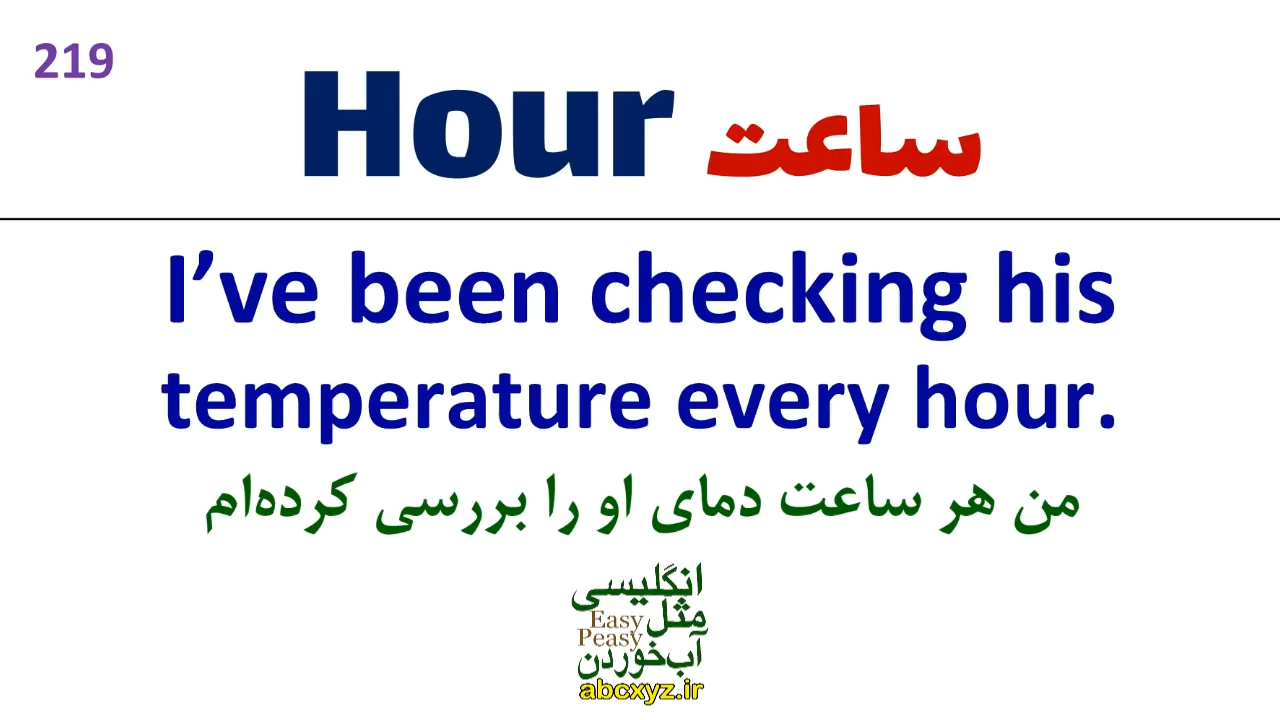 219
Hour ساعت
I’ve been checking his
temperature every hour.
من هر ساعت دمای او را بررسی کرده‌ام
انگلیسی
مثل
Easy
Peasy
آب‌خوردن
abcxyz.ir